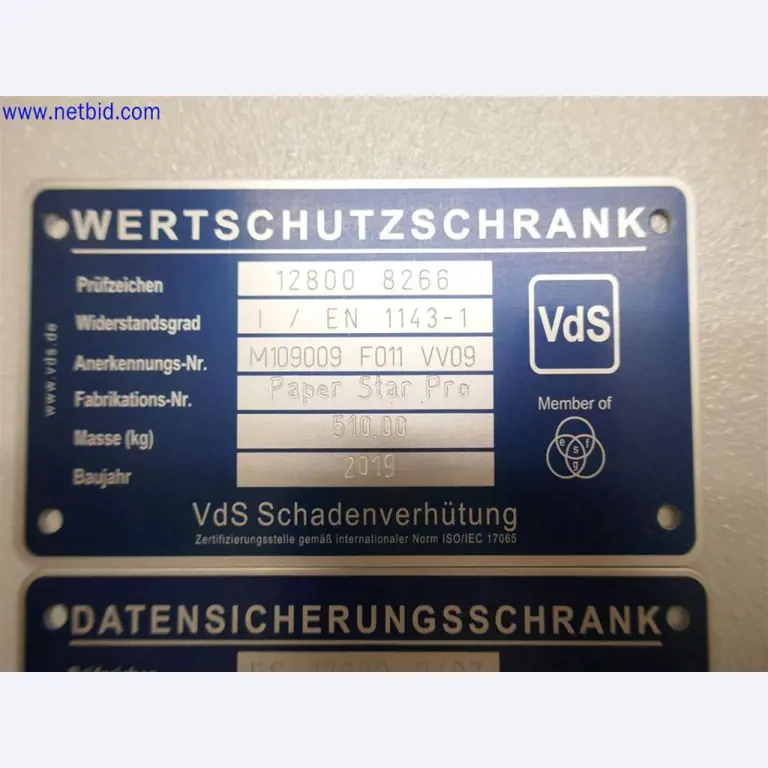 www.netbid.com
WERTSCHUTZSCHRANK
Prüfzeichen 12800 8266
Widerstandsgrad I / EN 1143-1
Anerkennungs-Nr. M109009 F011 VV09
Fabrikations-Nr. Paper Star Pro
Masse (kg) 510.00
Baujahr 2019
www.vds.de
VdS
Member of
esfg
VdS Schadenverhütung
Zertifizierungsstelle gemäß internationaler Norm ISO/IEC 17065
DATENSICHERUNGSSCHRANK